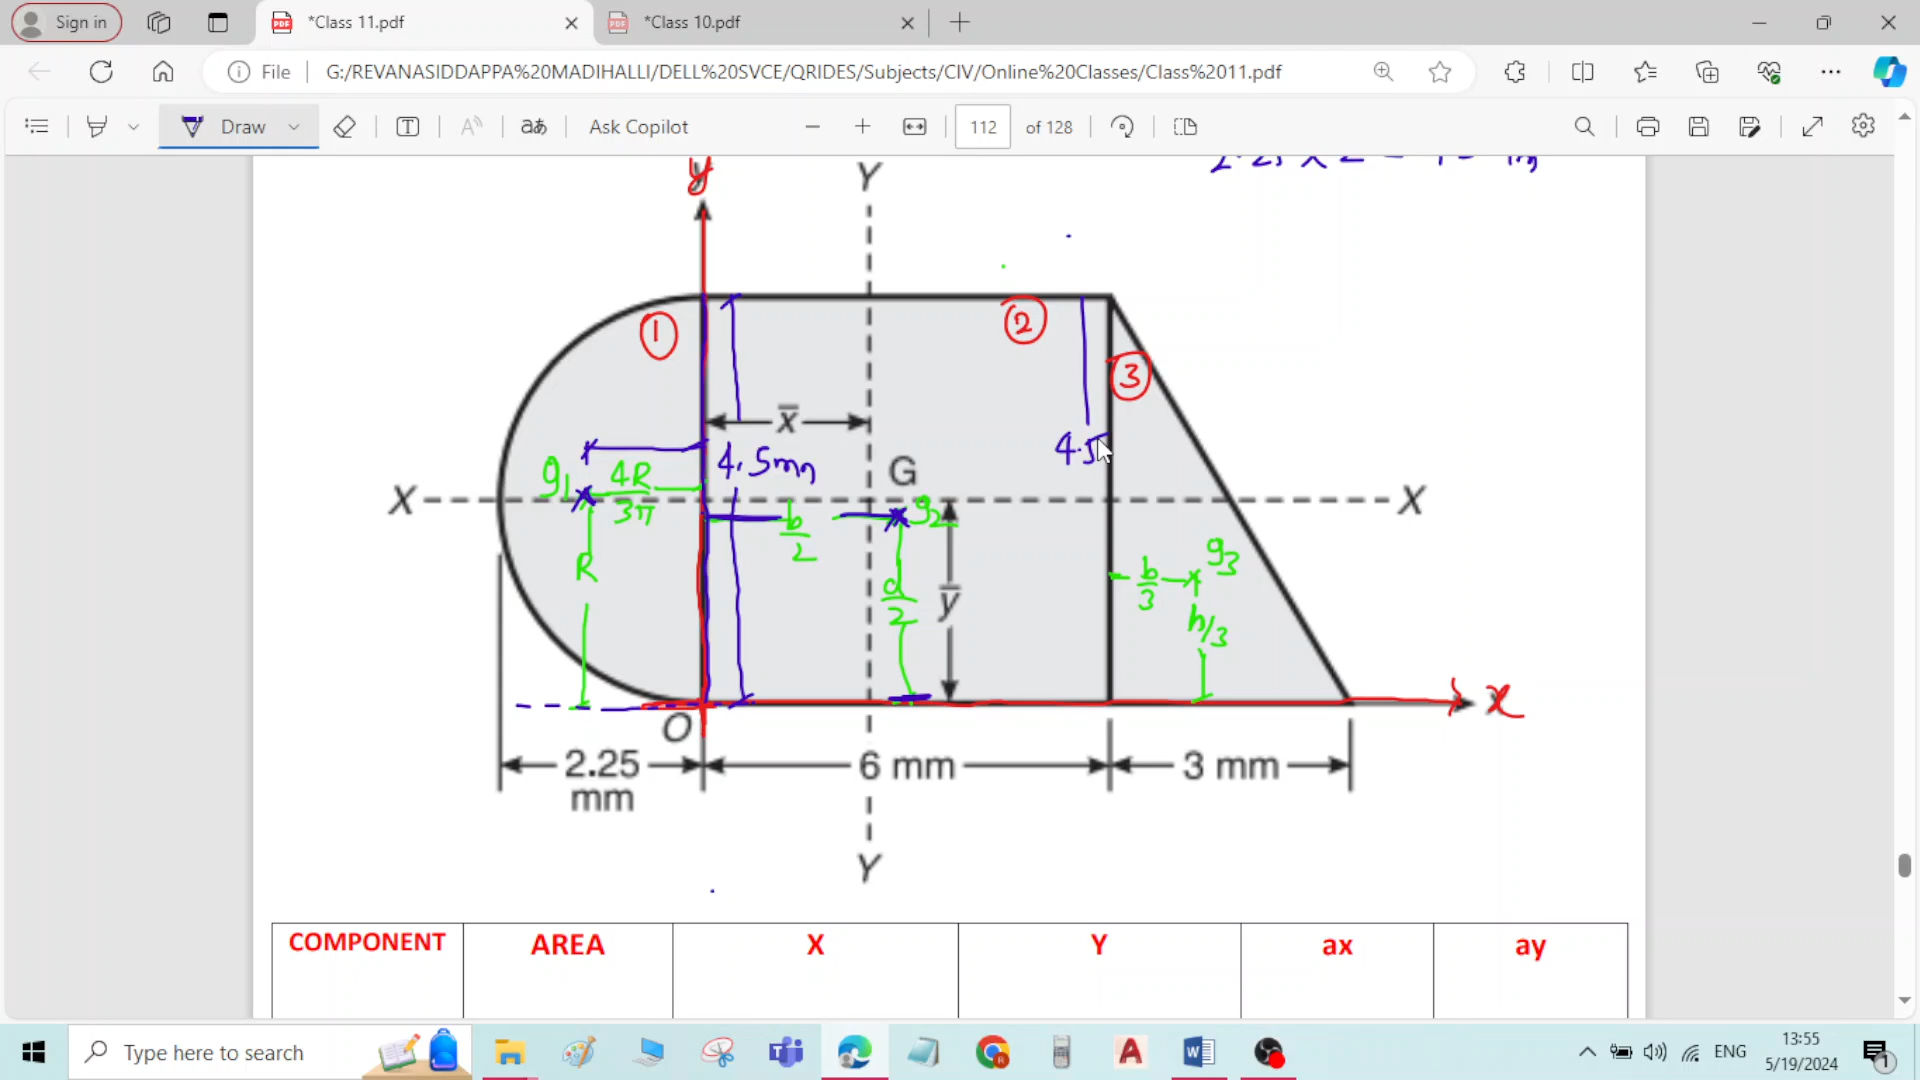 Sign in
*Class 11.pdf
*Class 10.pdf
File
G:/REVANASIDDAPPA%20MADIHALLI/DELL%20SVCE/QRIDES/Subjects/CIV/Online%20Classes/Class%2011.pdf
Draw
Ask Copilot
112 of 128
y
Y
1
2
3
x̄
4.5mm
4.5
g1
4R
3π
G
X
X
g2
b
2
R
d
2
ȳ
g3
b
3
h/3
O
x
2.25
mm
6 mm
3 mm
Y
COMPONENT AREA X Y ax ay
Type here to search
ENG
13:55
5/19/2024
1